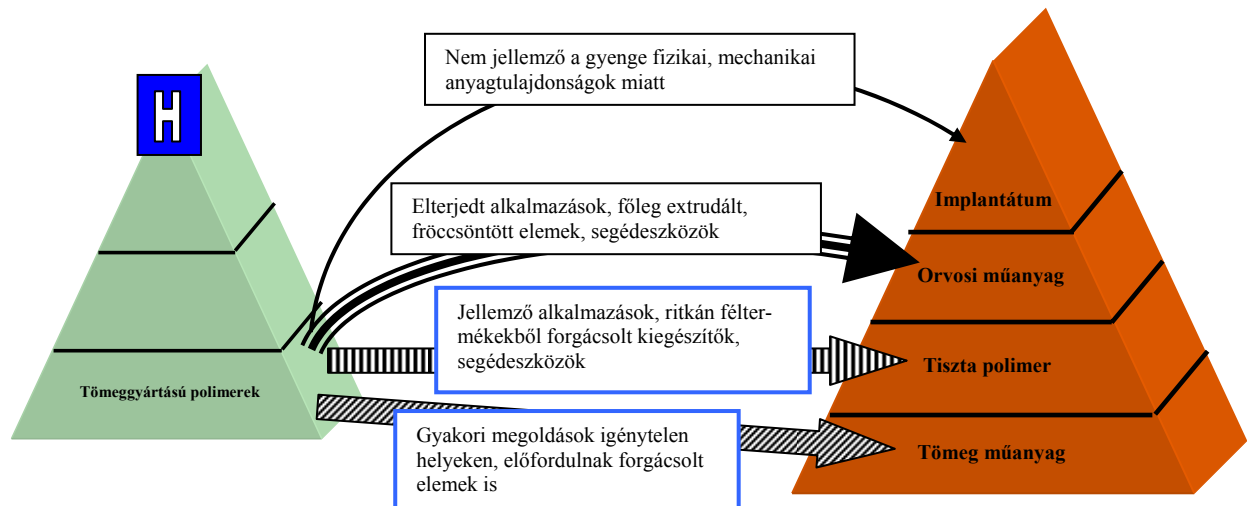 H
Nem jellemző a gyenge fizikai, mechanikai
anyagtulajdonságok miatt
Elterjedt alkalmazások, főleg extrudált,
fröccsöntött elemek, segédeszközök
Jellemző alkalmazások, ritkán félter-
mékekből forgácsolt kiegészítők,
segédeszközök
Gyakori megoldások igénytelen
helyeken, előfordulnak forgácsolt
elemek is
Tömeggyártású polimerek
Implantátum
Orvosi műanyag
Tiszta polimer
Tömeg műanyag